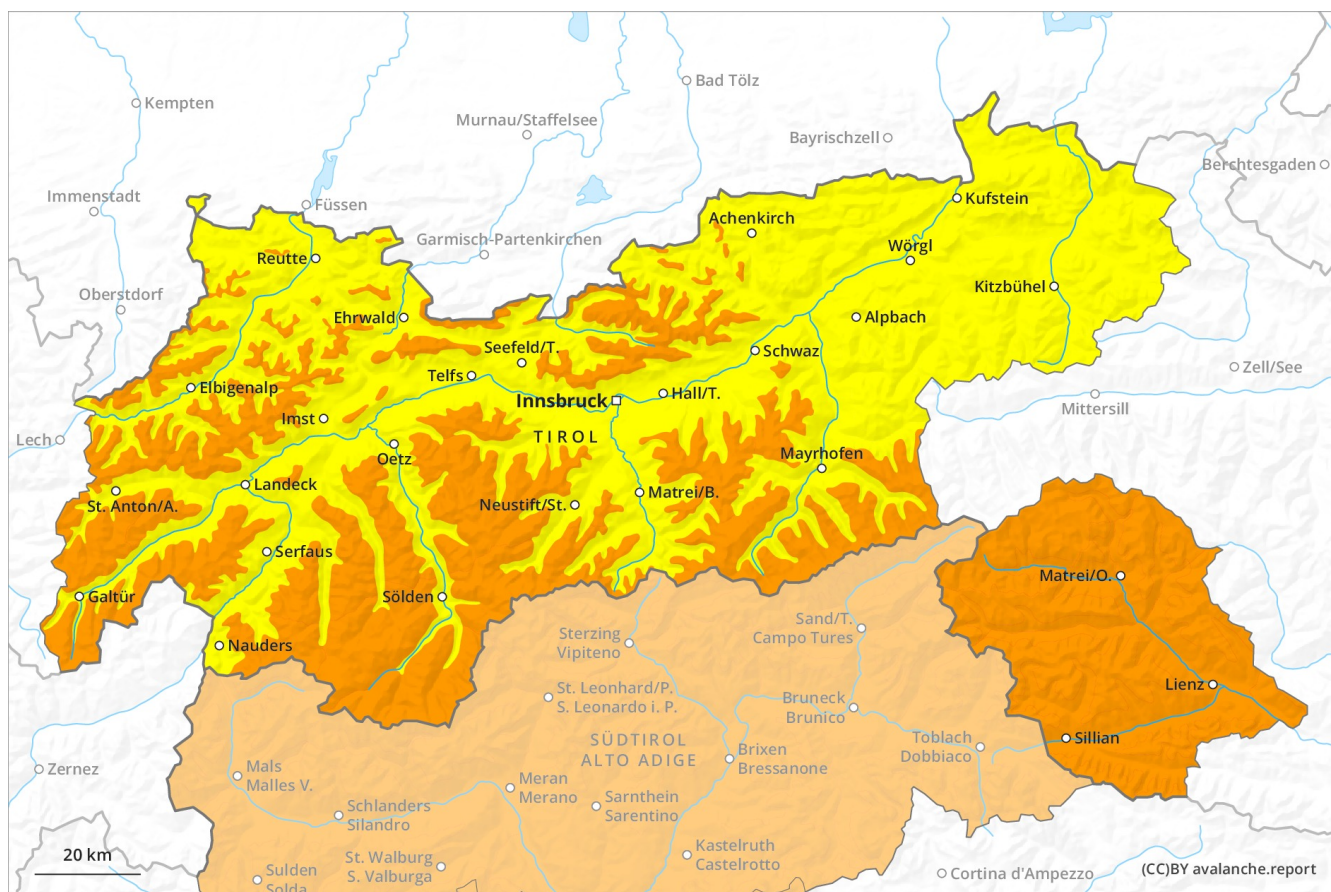 Kempten
Bad Tölz
Murnau/Staffelsee
Bayrischzell
Berchtesgaden
Immenstadt
Füssen
Kufstein
Achenkirch
Garmisch-Partenkirchen
Wörgl
Reutte
Oberstdorf
Kitzbühel
Ehrwald
Alpbach
Seefeld/T.
Schwaz
Zell/See
Telfs
Elbigenalp
Hall/T.
Mittersill
Innsbruck
Imst
Lech
TIROL
Oetz
Mayrhofen
Landeck
Matrei/B.
St. Anton/A.
Neustift/St.
Serfaus
Matrei/O.
Galtür
Sölden
Sand/T.
Campo Tures
Sterzing
Vipiteno
Nauders
Lienz
St. Leonhard/P.
S. Leonardo i. P.
Bruneck
Brunico
Sillian
SÜDTIROL
ALTO ADIGE
Toblach
Dobbiaco
Brixen
Bressanone
Zernez
Mals
Malles V.
Meran
Merano
Sarnthein
Sarentino
Schlanders
Silandro
Kastelruth
Castelrotto
20 km
St. Walburg
S. Valburga
Sulden
Solda
Cortina d'Ampezzo
(CC)BY avalanche.report